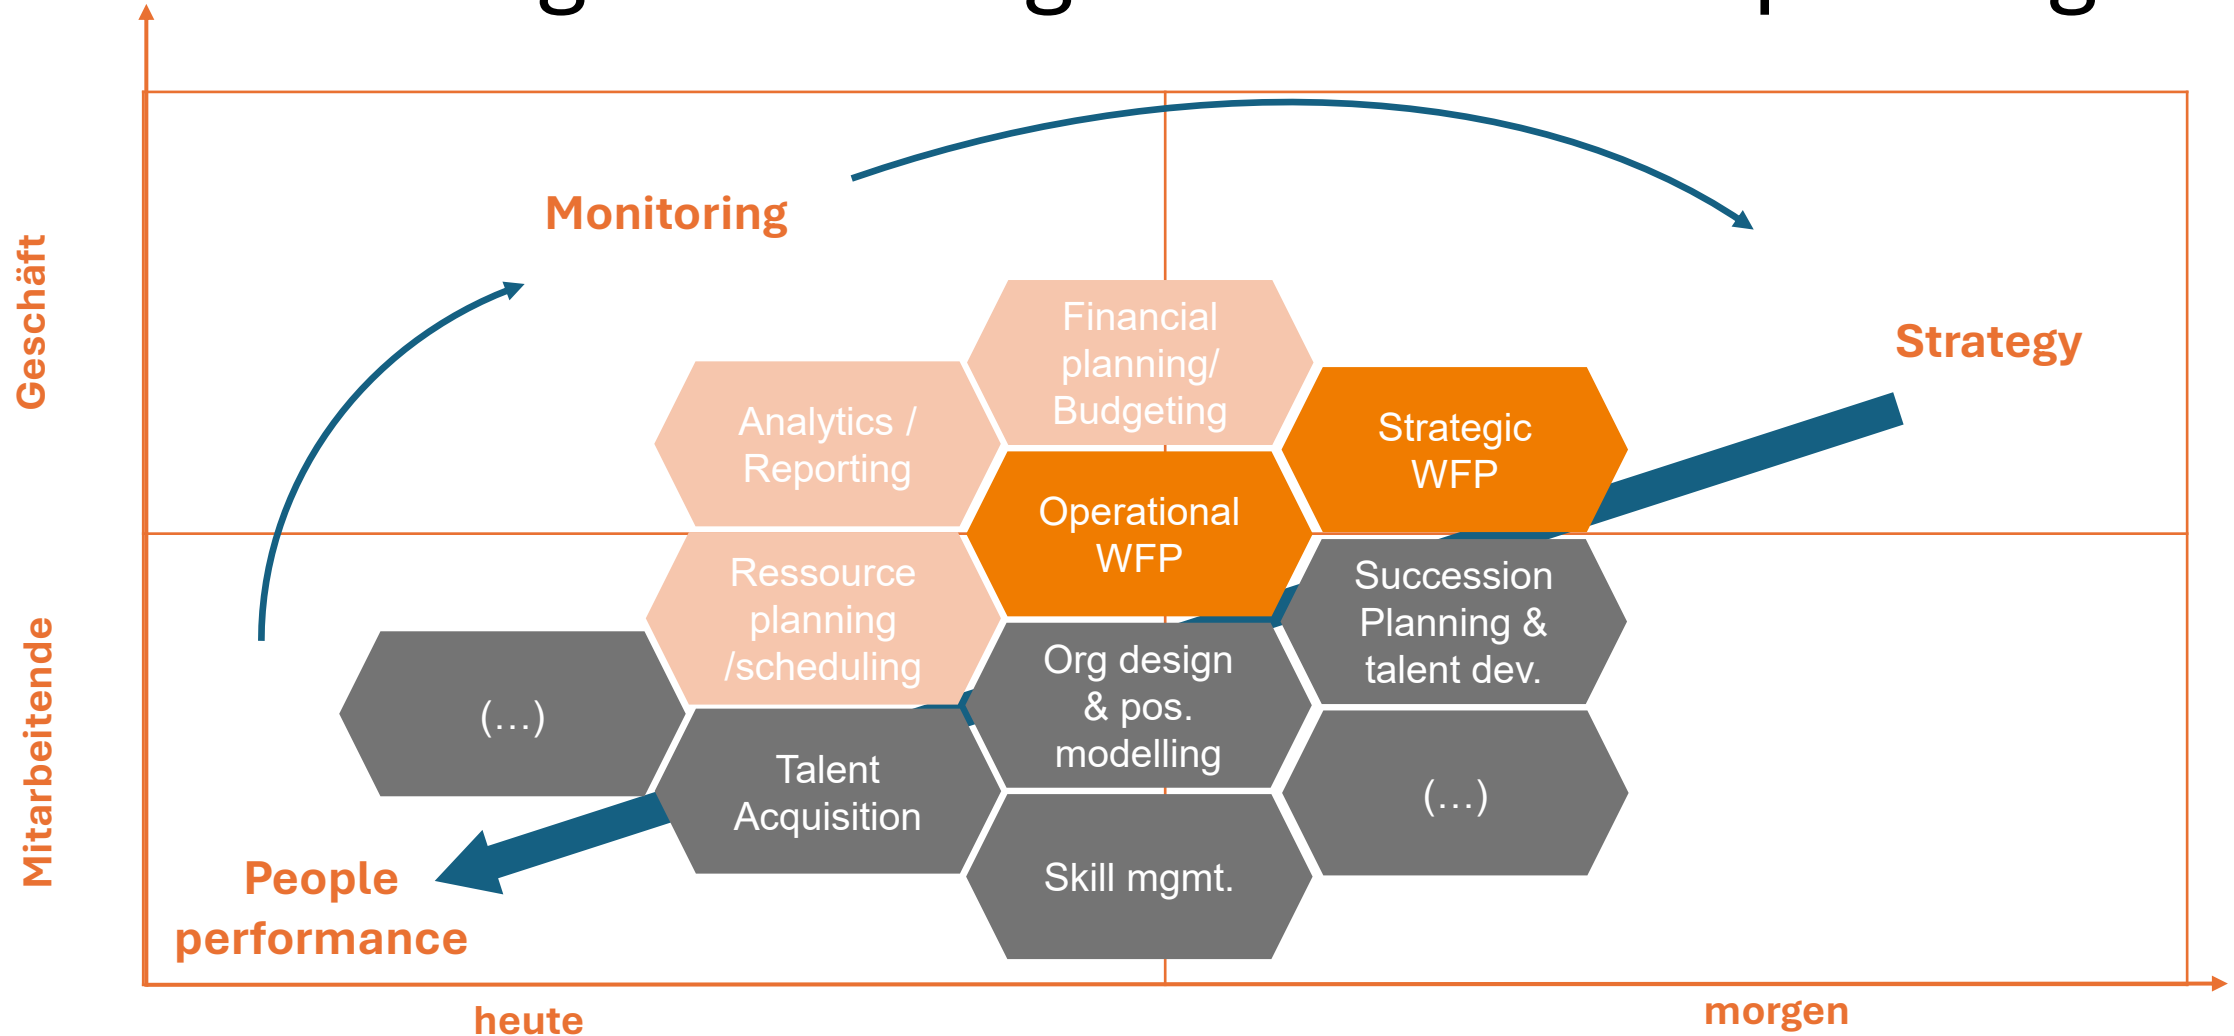 Geschäft
Mitarbeitende
Monitoring
Strategy
Financial
planning/
Budgeting
Analytics /
Reporting
Strategic
WFP
Operational
WFP
Ressource
planning
/scheduling
Succession
Planning &
talent dev.
Org design
& pos.
modelling
(…)
Talent
Acquisition
(…)
Skill mgmt.
People
performance
heute
morgen